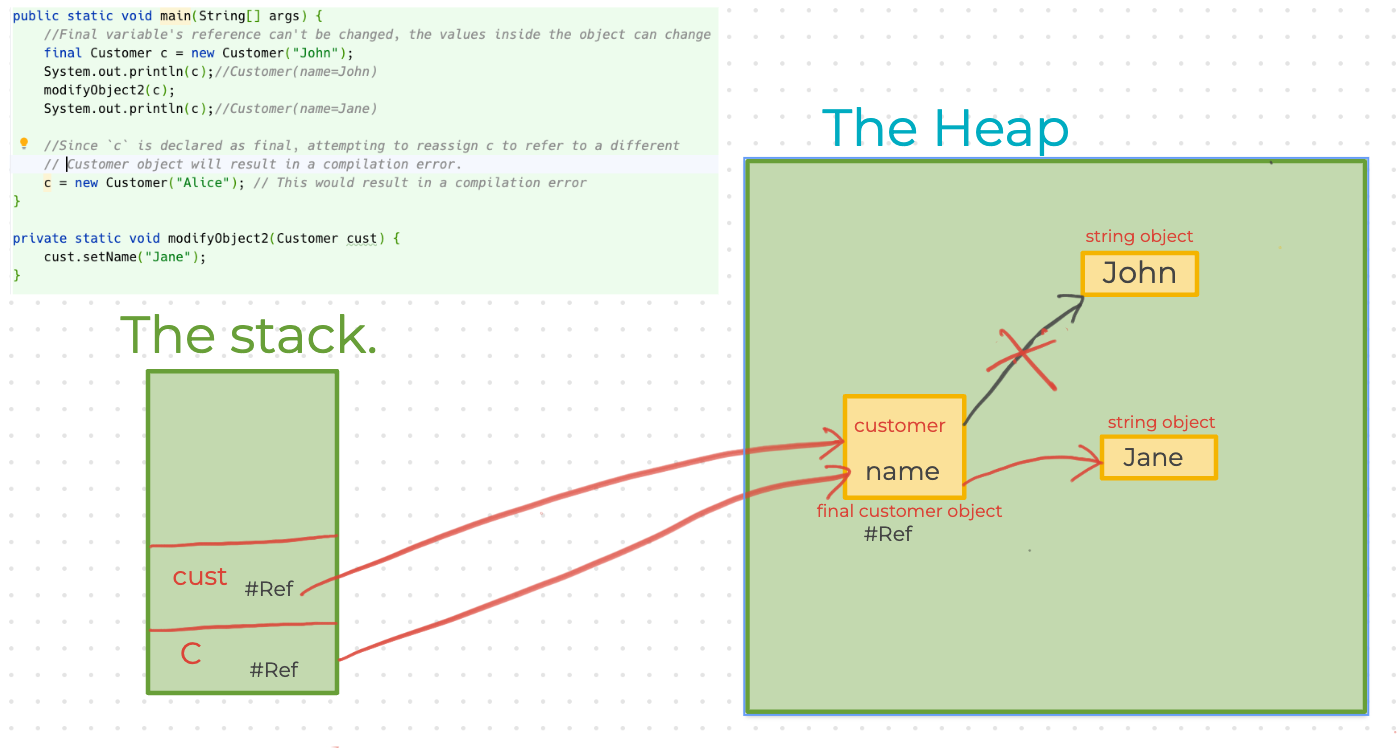 public static void main(String[] args) {
    //Final variable's reference can't be changed, the values inside the object can change
    final Customer c = new Customer("John");
    System.out.println(c);//Customer(name=John)
    modifyObject2(c);
    System.out.println(c);//Customer(name=Jane)
    //Since `c` is declared as final, attempting to reassign c to refer to a different
    // Customer object will result in a compilation error.
    c = new Customer("Alice"); // This would result in a compilation error
}
private static void modifyObject2(Customer cust) {
    cust.setName("Jane");
}
The stack.
cust #Ref
C #Ref
The Heap
string object
John
customer
name
final customer object
#Ref
string object
Jane